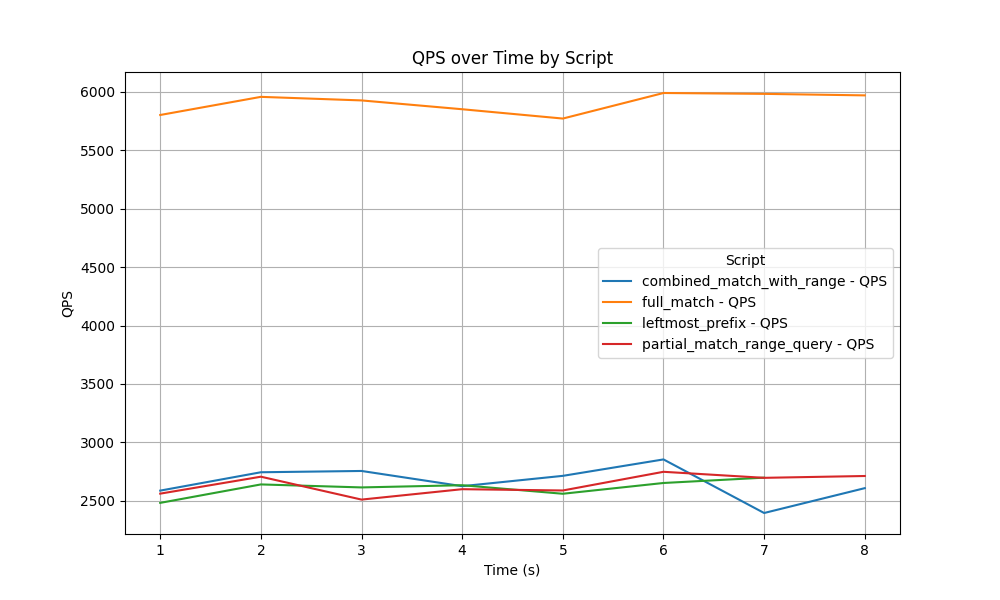 QPS over Time by Script
6000
5500
5000
4500
4000
3500
3000
2500
QPS
Script
combined_match_with_range - QPS
full_match - QPS
leftmost_prefix - QPS
partial_match_range_query - QPS
1 2 3 4 5 6 7 8
Time (s)